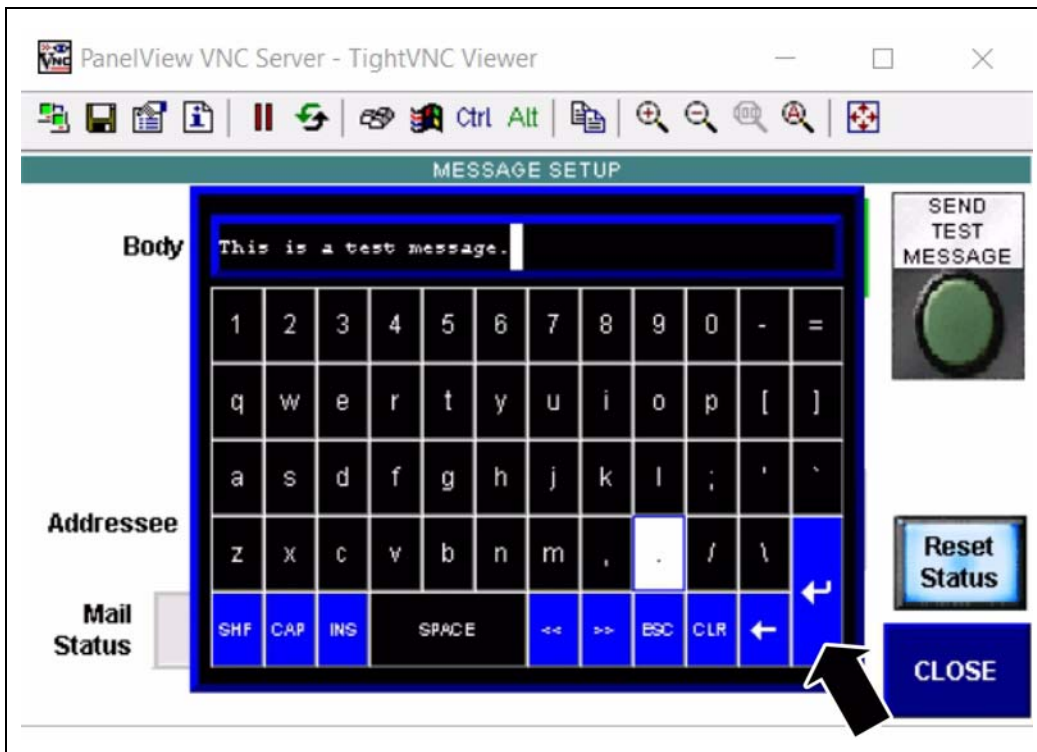 PanelView VNC Server - TightVNC Viewer
Ctrl Alt
MESSAGE SETUP
Body
This is a test message.
SEND
TEST
MESSAGE
1 2 3 4 5 6 7 8 9 0 - =
q w e r t y u i o p [ ]
a s d f g h j k l ; ' `
Addressee
z x c v b n m , . / \
Reset
Status
Mail
Status
SHF CAP INS SPACE << >> ESC CLR ←
CLOSE